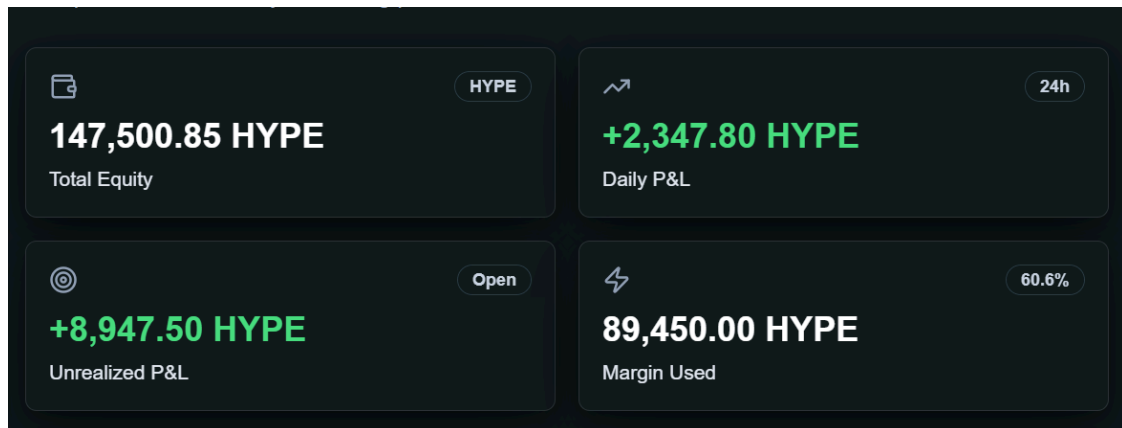 HYPE
147,500.85 HYPE
Total Equity
24h
+2,347.80 HYPE
Daily P&L
Open
+8,947.50 HYPE
Unrealized P&L
60.6%
89,450.00 HYPE
Margin Used